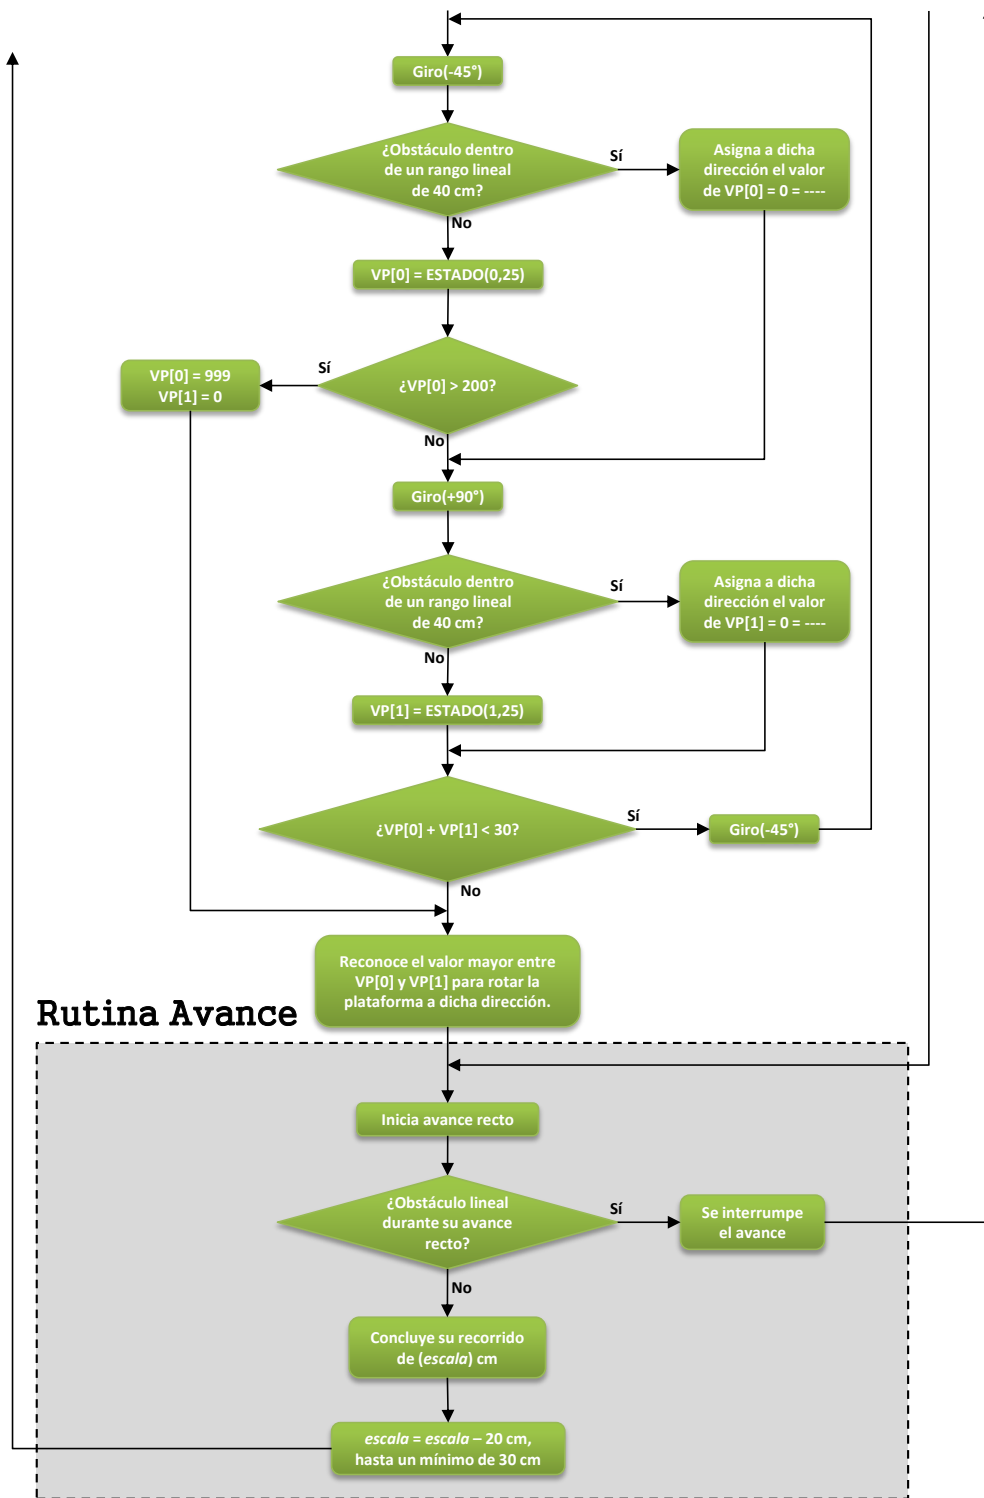 Giro(-45°)
¿Obstáculo dentro
de un rango lineal
de 40 cm?
Sí
Asigna a dicha
dirección el valor
de VP[0] = 0 = ----
No
VP[0] = ESTADO(0,25)
¿VP[0] > 200?
Sí
VP[0] = 999
VP[1] = 0
No
Giro(+90°)
¿Obstáculo dentro
de un rango lineal
de 40 cm?
Sí
Asigna a dicha
dirección el valor
de VP[1] = 0 = ----
No
VP[1] = ESTADO(1,25)
¿VP[0] + VP[1] < 30?
Sí
Giro(-45°)
No
Reconoce el valor mayor entre
VP[0] y VP[1] para rotar la
plataforma a dicha dirección.
Rutina Avance
Inicia avance recto
¿Obstáculo lineal
durante su avance
recto?
Sí
Se interrumpe
el avance
No
Concluye su recorrido
de (escala) cm
escala = escala – 20 cm,
hasta un mínimo de 30 cm